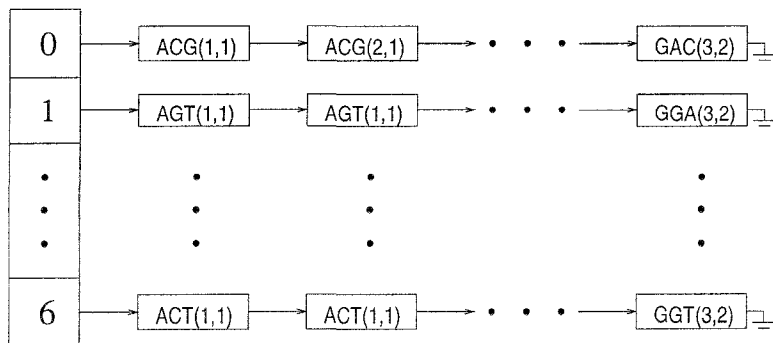 0 ACG(1,1) ACG(2,1) • • • GAC(3,2)
1 AGT(1,1) AGT(1,1) • • • GGA(3,2)
6 ACT(1,1) ACT(1,1) • • • GGT(3,2)